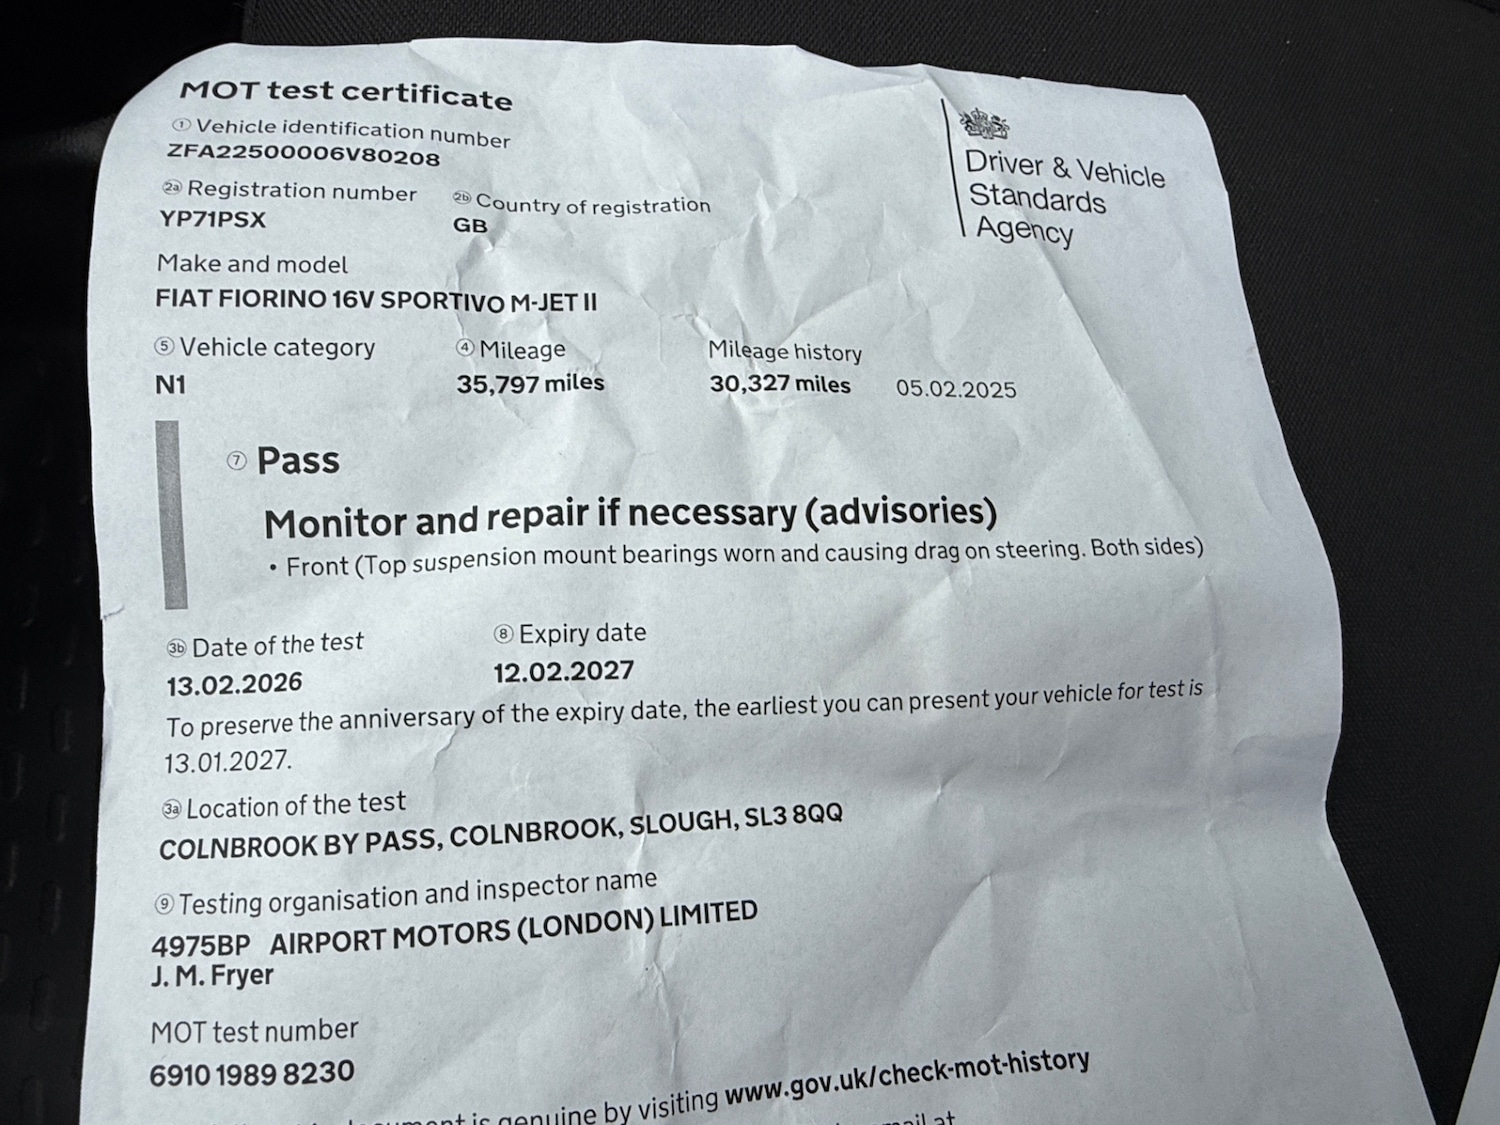 MOT test certificate
① Vehicle identification number
ZFA22500006V80208
2a Registration number
YP71PSX
2b Country of registration
GB
Driver & Vehicle
Standards
Agency
Make and model
FIAT FIORINO 16V SPORTIVO M-JET II
⑤ Vehicle category
N1
④ Mileage
35,797 miles
Mileage history
30,327 miles 05.02.2025
⑦ Pass
Monitor and repair if necessary (advisories)
• Front (Top suspension mount bearings worn and causing drag on steering. Both sides)
3b Date of the test
13.02.2026
⑧ Expiry date
12.02.2027
To preserve the anniversary of the expiry date, the earliest you can present your vehicle for test is
13.01.2027.
3a Location of the test
COLNBROOK BY PASS, COLNBROOK, SLOUGH, SL3 8QQ
⑨ Testing organisation and inspector name
4975BP AIRPORT MOTORS (LONDON) LIMITED
J. M. Fryer
MOT test number
6910 1989 8230
is genuine by visiting www.gov.uk/check-mot-history
at